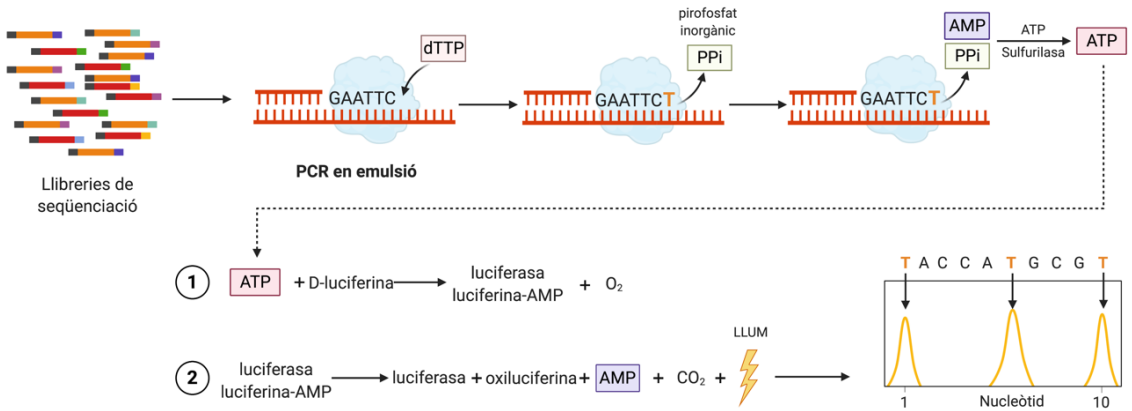 Llibreries de
seqüenciació
dTTP
GAATTC
PCR en emulsió
pirofosfat
inorgànic
PPi
GAATTCT
AMP
PPi
GAATTCT
ATP
Sulfurilasa
ATP
1
ATP + D-luciferina
luciferasa
luciferina-AMP
+ O₂
2
luciferasa
luciferina-AMP
luciferasa + oxiluciferina + AMP + CO₂ +
LLUM
T A C C A T G C G T
1 Nucleòtid 10